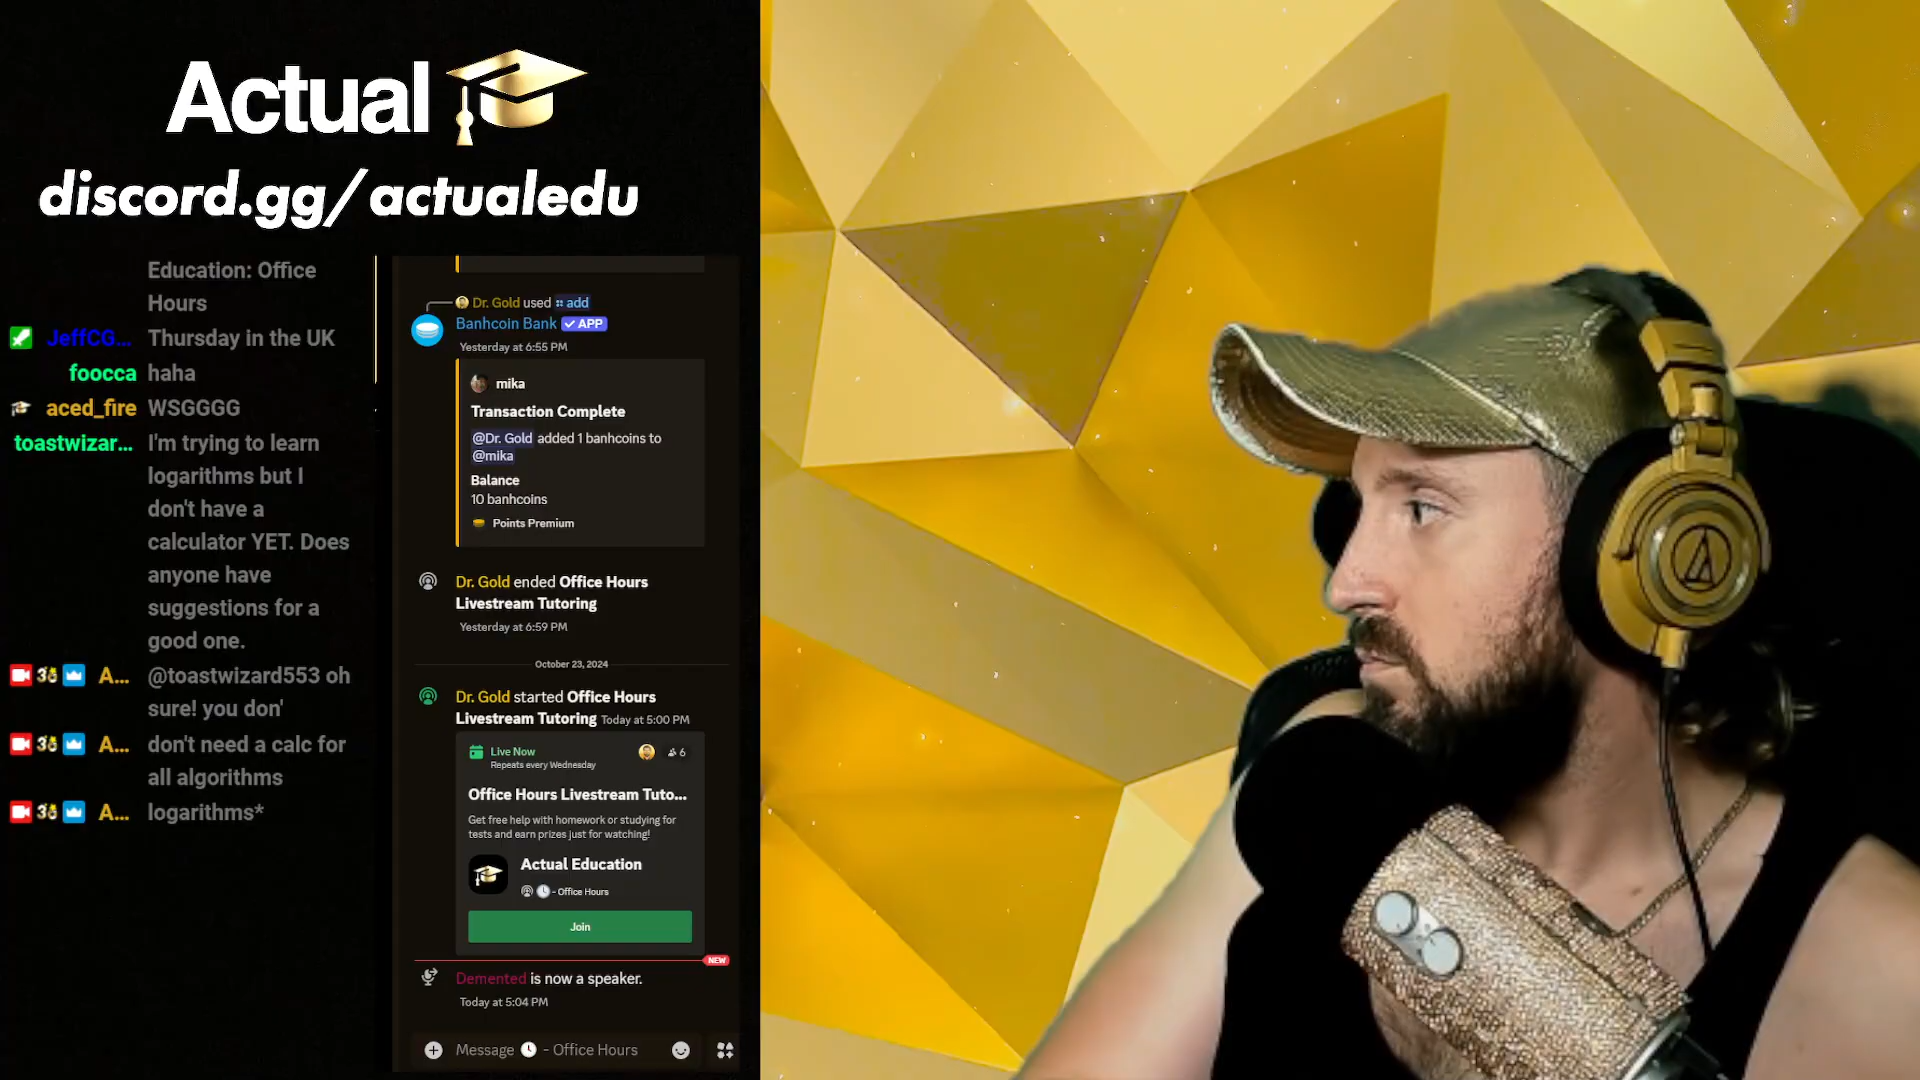 Actual
discord.gg/actualedu
Education: Office
Hours
JeffCG... Thursday in the UK
foocca haha
aced_fire WSGGGG
toastwizar... I'm trying to learn
logarithms but I
don't have a
calculator YET. Does
anyone have
suggestions for a
good one.
A... @toastwizard553 oh
sure! you don'
A... don't need a calc for
all algorithms
A... logarithms*
Dr. Gold used add
Banhcoin Bank APP
Yesterday at 6:55 PM
mika
Transaction Complete
@Dr. Gold added 1 banhcoins to
@mika
Balance
10 banhcoins
Points Premium
Dr. Gold ended Office Hours
Livestream Tutoring
Yesterday at 6:59 PM
October 23, 2024
Dr. Gold started Office Hours
Livestream Tutoring Today at 5:00 PM
Live Now
6
Repeats every Wednesday
Office Hours Livestream Tuto...
Get free help with homework or studying for
tests and earn prizes just for watching!
Actual Education
- Office Hours
Join
NEW
Demented is now a speaker.
Today at 5:04 PM
Message - Office Hours